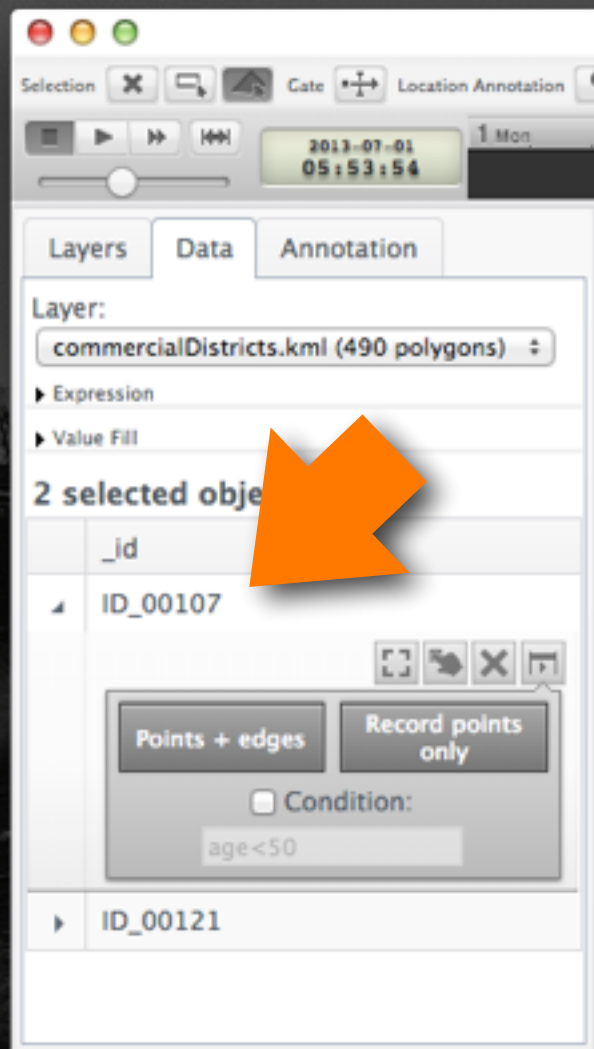 Selection Gate Location Annotation
2013-07-01
1 Mon
05:53:54
Layers Data Annotation
Layer:
commercialDistricts.kml (490 polygons)
Expression
Value Fill
2 selected obje
_id
ID_00107
Points + edges
Record points
only
Condition:
age<50
ID_00121